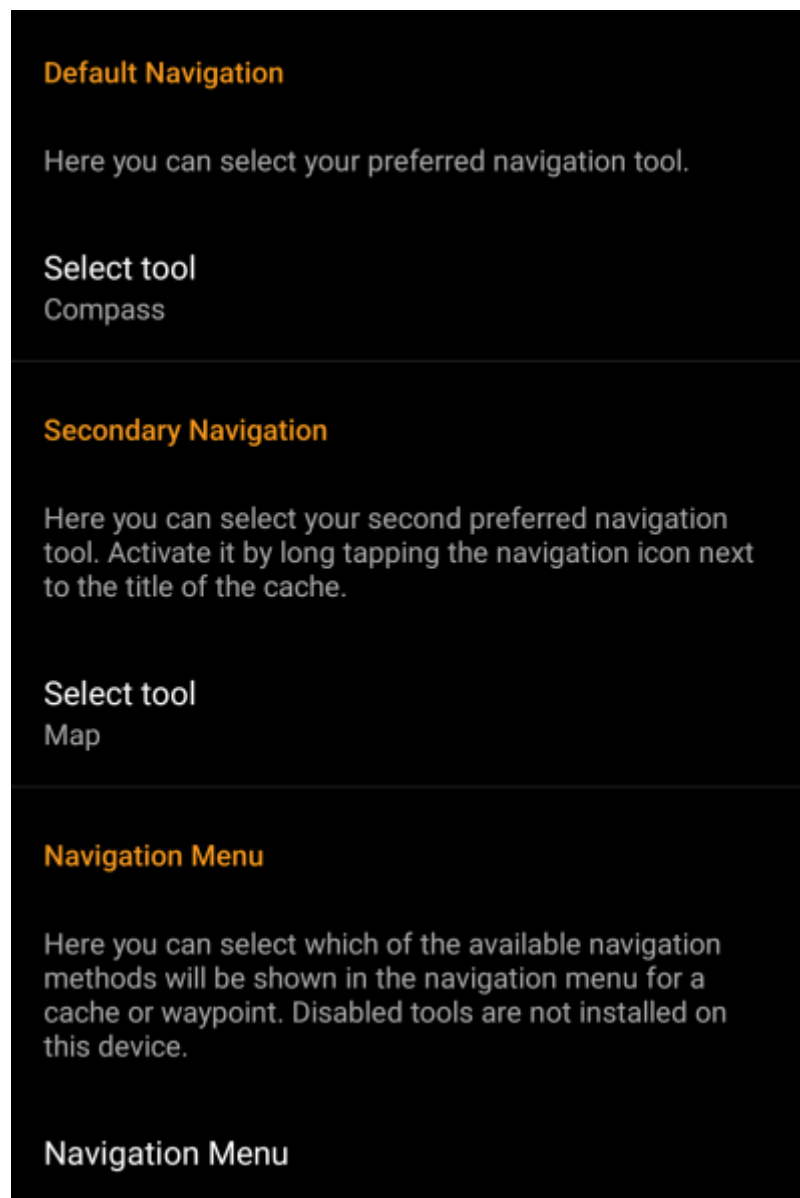 Default Navigation
Here you can select your preferred navigation tool.
Select tool
Compass
Secondary Navigation
Here you can select your second preferred navigation
tool. Activate it by long tapping the navigation icon next
to the title of the cache.
Select tool
Map
Navigation Menu
Here you can select which of the available navigation
methods will be shown in the navigation menu for a
cache or waypoint. Disabled tools are not installed on
this device.
Navigation Menu